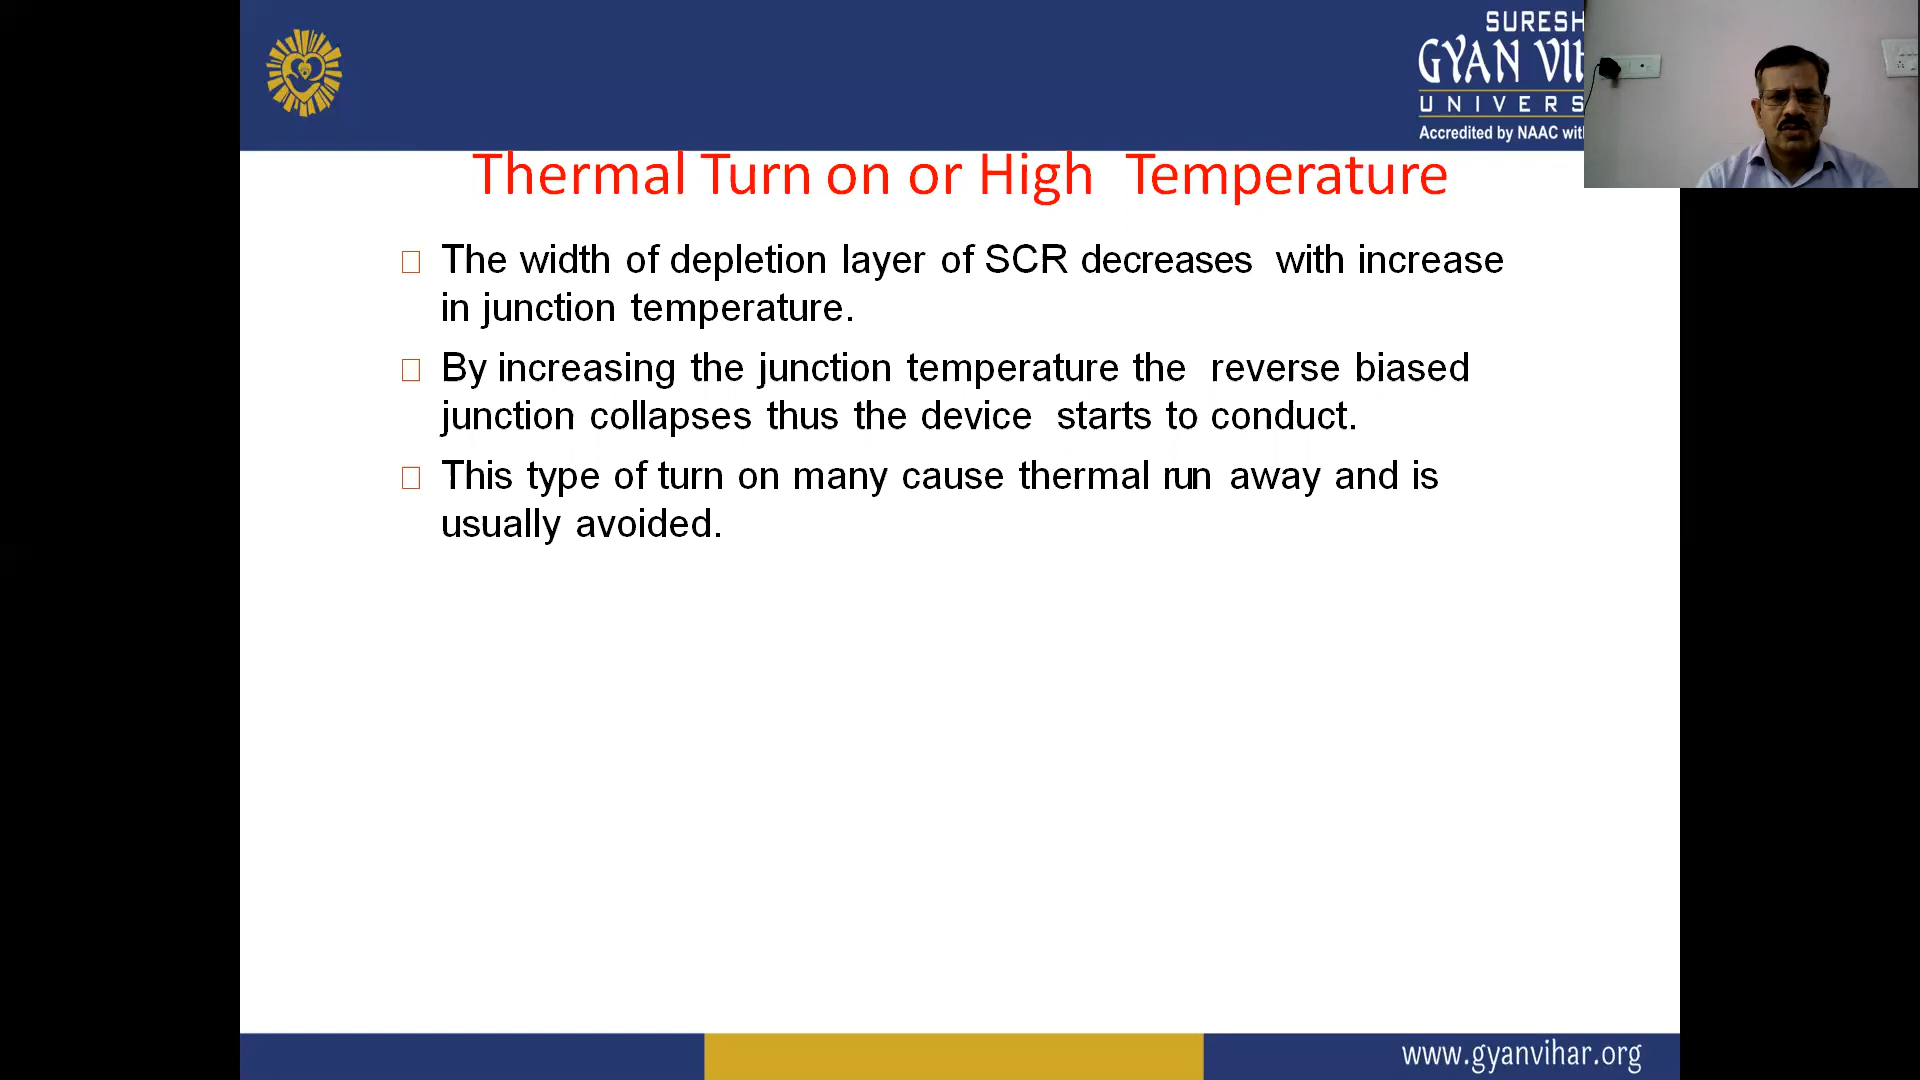 SURESH
GYAN VIH
UNIVERS
Accredited by NAAC wit
Thermal Turn on or High Temperature
The width of depletion layer of SCR decreases with increase
in junction temperature.
By increasing the junction temperature the reverse biased
junction collapses thus the device starts to conduct.
This type of turn on many cause thermal run away and is
usually avoided.
www.gyanvihar.org